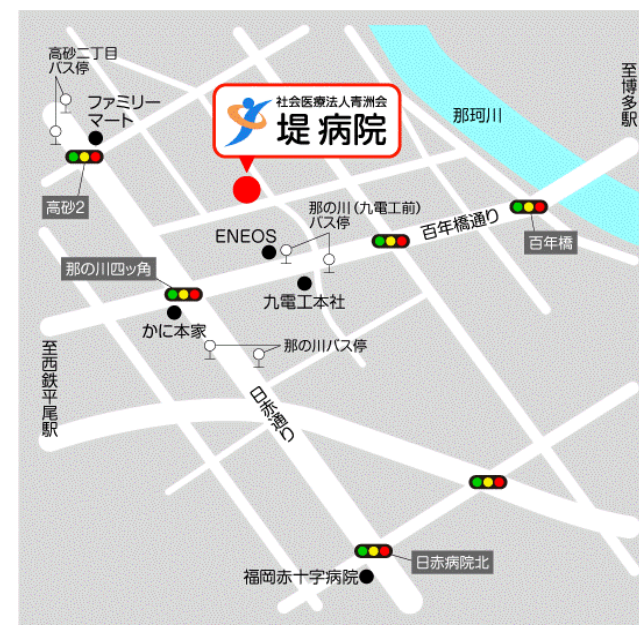 高砂二丁目
バス停
ファミリー
マート
高砂2
社会医療法人青洲会
堤 病院
那珂川
至博多駅
那の川(九電工前)
バス停
ENEOS
百年橋通り
百年橋
那の川四ッ角
九電工本社
かに本家
那の川バス停
至西鉄平尾駅
日赤通り
日赤病院北
福岡赤十字病院